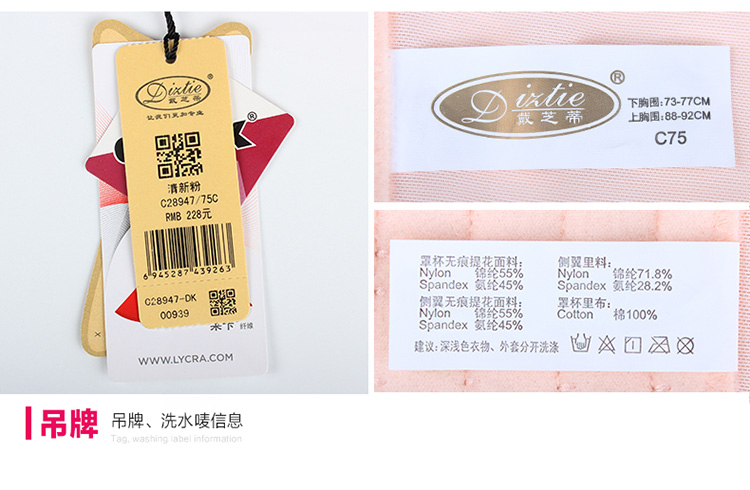 Diztie
戴芝蒂
让我们更加专业
®
清新粉
C28947/75C
RMB 228元
6 945287 439263
C28947-DK
00939
纤维
WWW.LYCRA.COM
Diztie ®
戴芝蒂
下胸围:73-77CM
上胸围:88-92CM
C75
罩杯无痕提花面料:
Nylon 锦纶55%
Spandex 氨纶45%
侧翼无痕提花面料:
Nylon 锦纶55%
Spandex 氨纶45%
侧翼里料:
Nylon 锦纶71.8%
Spandex 氨纶28.2%
罩杯里布:
Cotton 棉100%
建议:深浅色衣物、外套分开洗涤
吊牌
吊牌、洗水唛信息
Tag, washing label information